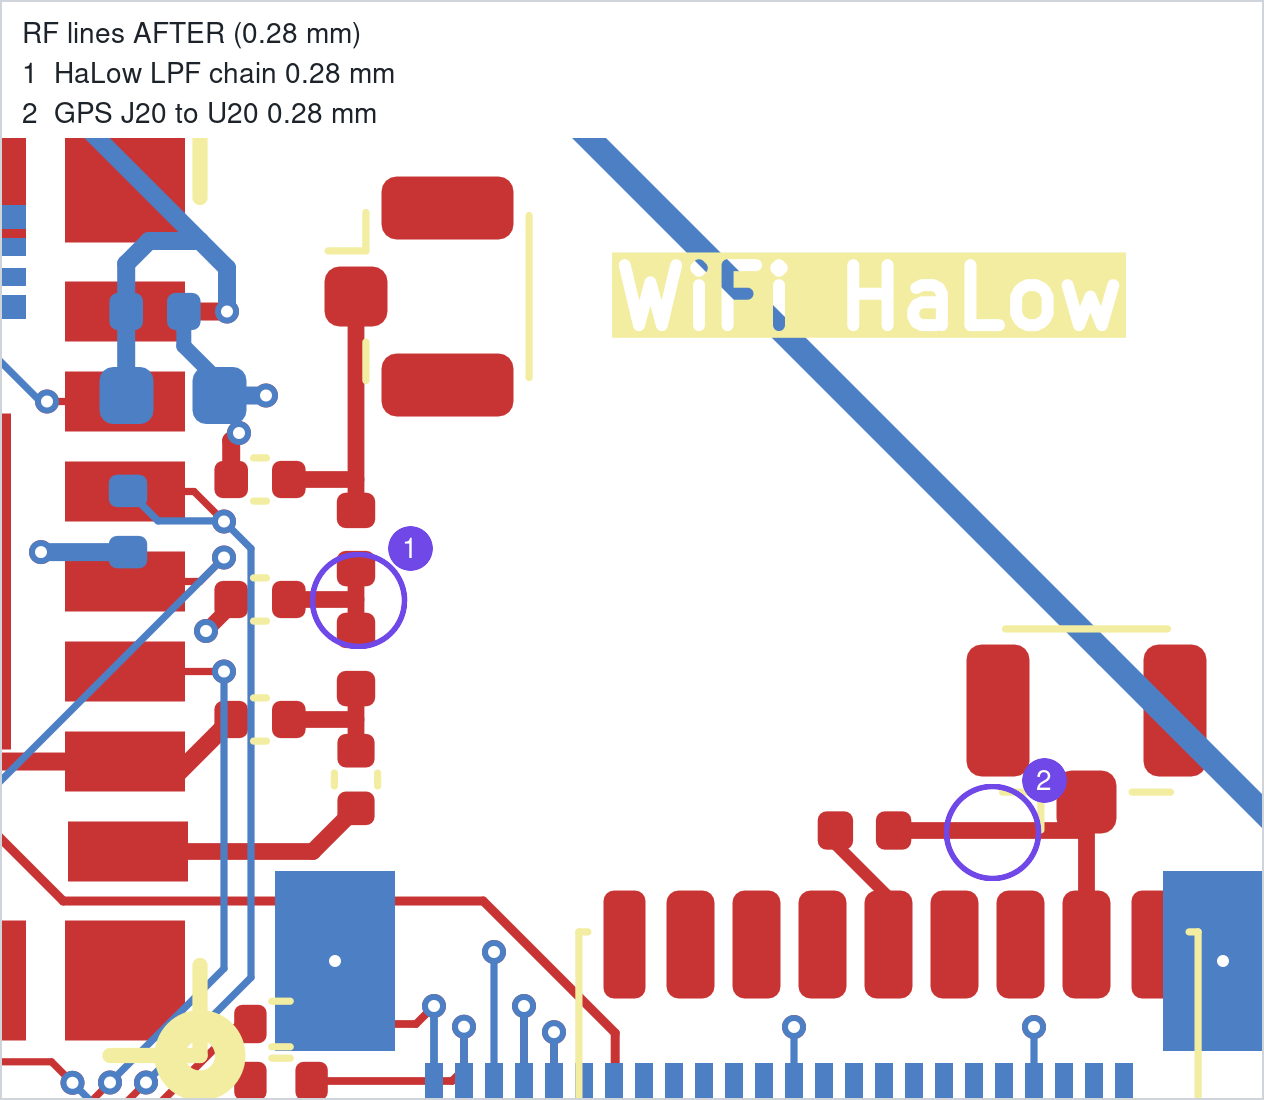 RF lines AFTER (0.28 mm)
1 HaLow LPF chain 0.28 mm
2 GPS J20 to U20 0.28 mm
WiFi HaLow
1
2